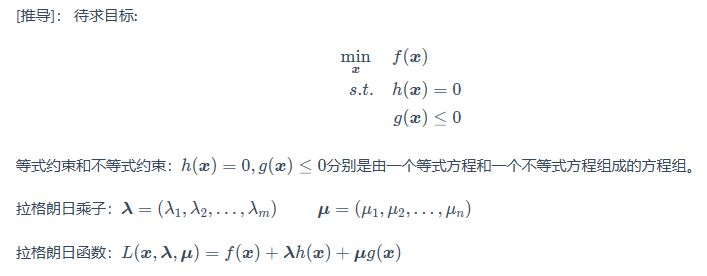 [推导]： 待求目标:
min f(x)
x
s.t. h(x) = 0
g(x) ≤ 0
等式约束和不等式约束：h(x) = 0, g(x) ≤ 0分别是由一个等式方程和一个不等式方程组成的方程组。
拉格朗日乘子：λ = (λ₁, λ₂, ..., λₘ) μ = (μ₁, μ₂, ..., μₙ)
拉格朗日函数：L(x, λ, μ) = f(x) + λh(x) + μg(x)